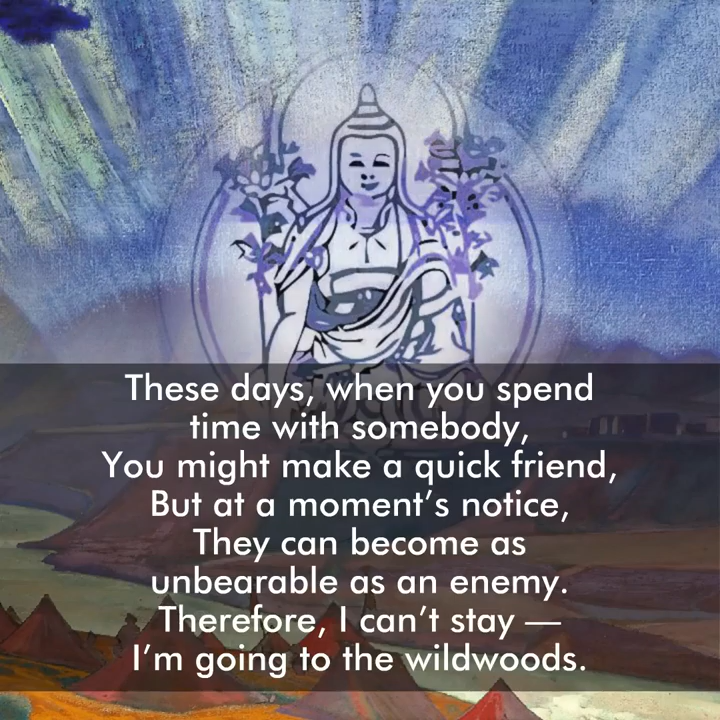 These days, when you spend
time with somebody,
You might make a quick friend,
But at a moment’s notice,
They can become as
unbearable as an enemy.
Therefore, I can’t stay —
I’m going to the wildwoods.